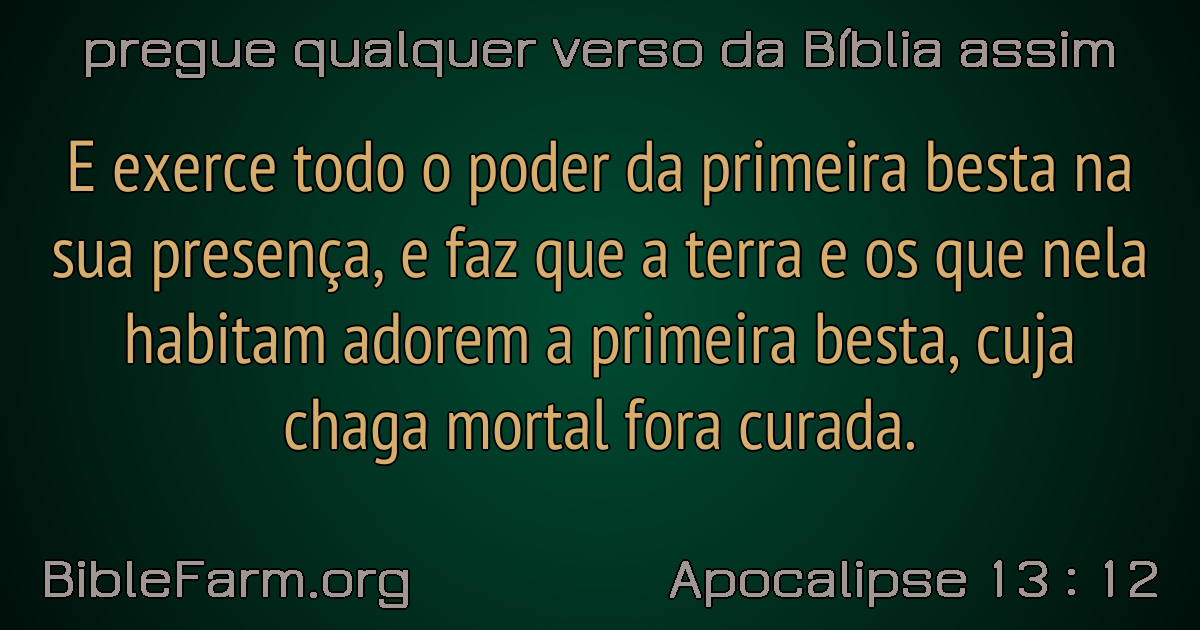 pregue qualquer verso da Bíblia assim
E exerce todo o poder da primeira besta na
sua presença, e faz que a terra e os que nela
habitam adorem a primeira besta, cuja
chaga mortal fora curada.
BibleFarm.org
Apocalipse 13 : 12